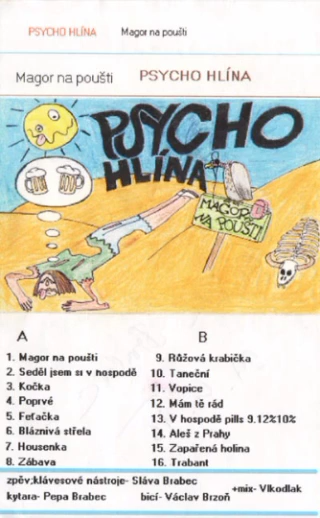 PSYCHO HLÍNA Magor na poušti
Magor na poušti PSYCHO HLÍNA
PSYCHO
HLÍNA
MAGOR
NA POUŠTI
A B
1. Magor na poušti
2. Seděl jsem si v hospodě
3. Kočka
4. Poprvé
5. Feťačka
6. Bláznivá střela
7. Housenka
8. Zábava
9. Růžová krabička
10. Taneční
11. Vopice
12. Mám tě rád
13. V hospodě pills 9.12%10%
14. Aleš z Prahy
15. Zapařená holina
16. Trabant
zpěv,klávesové nástroje- Sláva Brabec
kytara- Pepa Brabec bicí- Václav Brzoň +mix- Vlkodlak